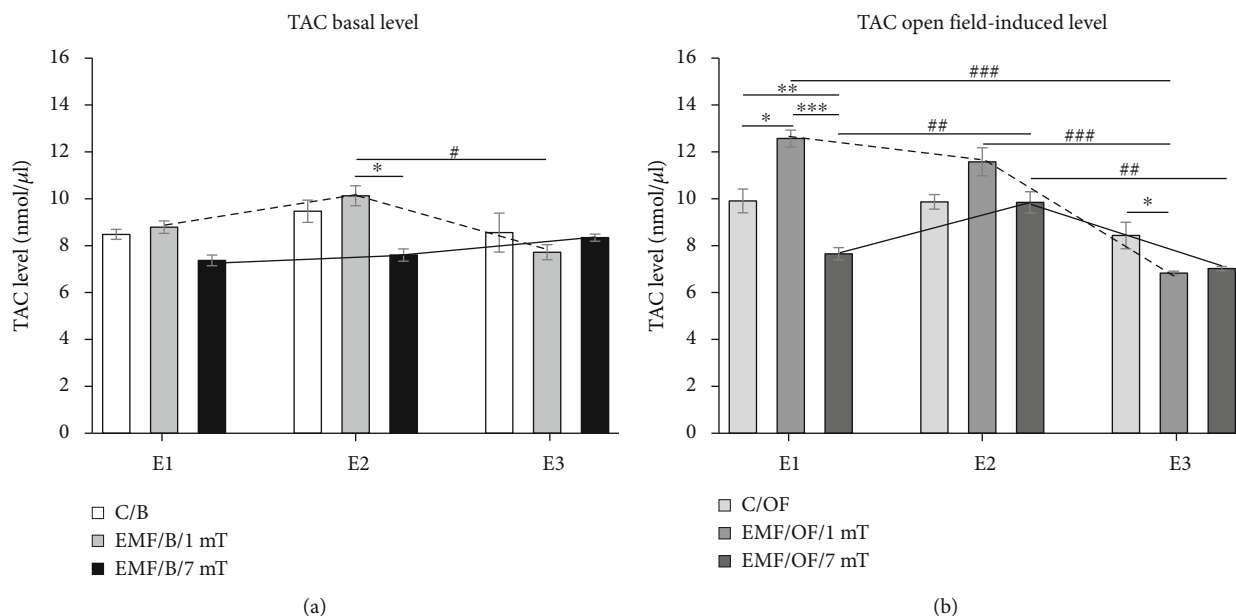 TAC basal level
16
14
12
10
8
6
4
2
0
TAC level (nmol/μl)
#
*
E1
E2
E3
C/B
EMF/B/1 mT
EMF/B/7 mT
(a)
TAC open field-induced level
16
14
12
10
8
6
4
2
0
TAC level (nmol/μl)
###
**
*
***
##
###
##
*
E1
E2
E3
C/OF
EMF/OF/1 mT
EMF/OF/7 mT
(b)